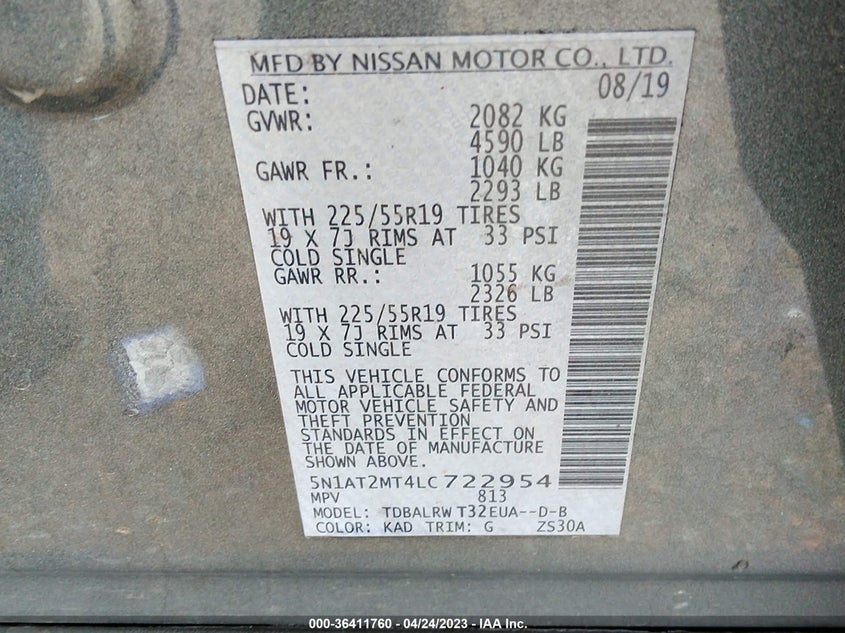 MFD BY NISSAN MOTOR CO., LTD.
DATE: 08/19
GVWR: 2082 KG
4590 LB
GAWR FR.: 1040 KG
2293 LB
WITH 225/55R19 TIRES
19 X 7J RIMS AT 33 PSI
COLD SINGLE
GAWR RR.: 1055 KG
2326 LB
WITH 225/55R19 TIRES
19 X 7J RIMS AT 33 PSI
COLD SINGLE
THIS VEHICLE CONFORMS TO
ALL APPLICABLE FEDERAL
MOTOR VEHICLE SAFETY AND
THEFT PREVENTION
STANDARDS IN EFFECT ON
THE DATE OF MANUFACTURE
SHOWN ABOVE.
5N1AT2MT4LC722954
MPV 813
MODEL: TDBALRW T32EUA--D-B
COLOR: KAD TRIM: G ZS30A
000-36411760 - 04/24/2023 - IAA Inc.